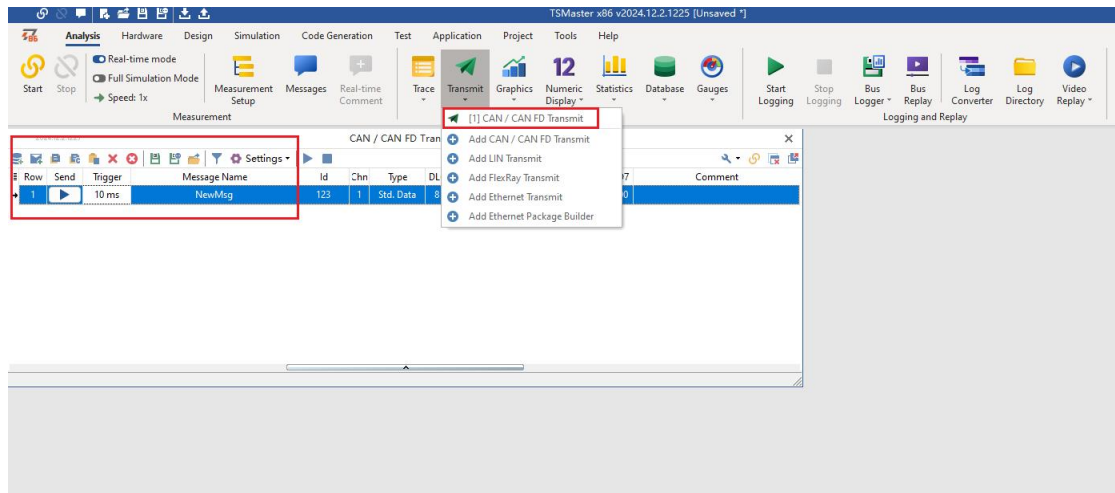 TSMaster x86 v2024.12.2.1225 [Unsaved *]
Analysis Hardware Design Simulation Code Generation Test Application Project Tools Help
Real-time mode
Full Simulation Mode
Speed: 1x
Start Stop Measurement Setup Messages Real-time Comment Trace Transmit Graphics 12 Numeric Display Statistics Database Gauges Start Logging Stop Logging Bus Logger Bus Replay Log Converter Log Directory Video Replay
Measurement Logging and Replay
[1] CAN / CAN FD Transmit
Add CAN / CAN FD Transmit
Add LIN Transmit
Add FlexRay Transmit
Add Ethernet Transmit
Add Ethernet Package Builder
CAN / CAN FD Tran
Settings
Row Send Trigger Message Name Id Chn Type DL Comment
1 10 ms NewMsg 123 1 Std. Data 8